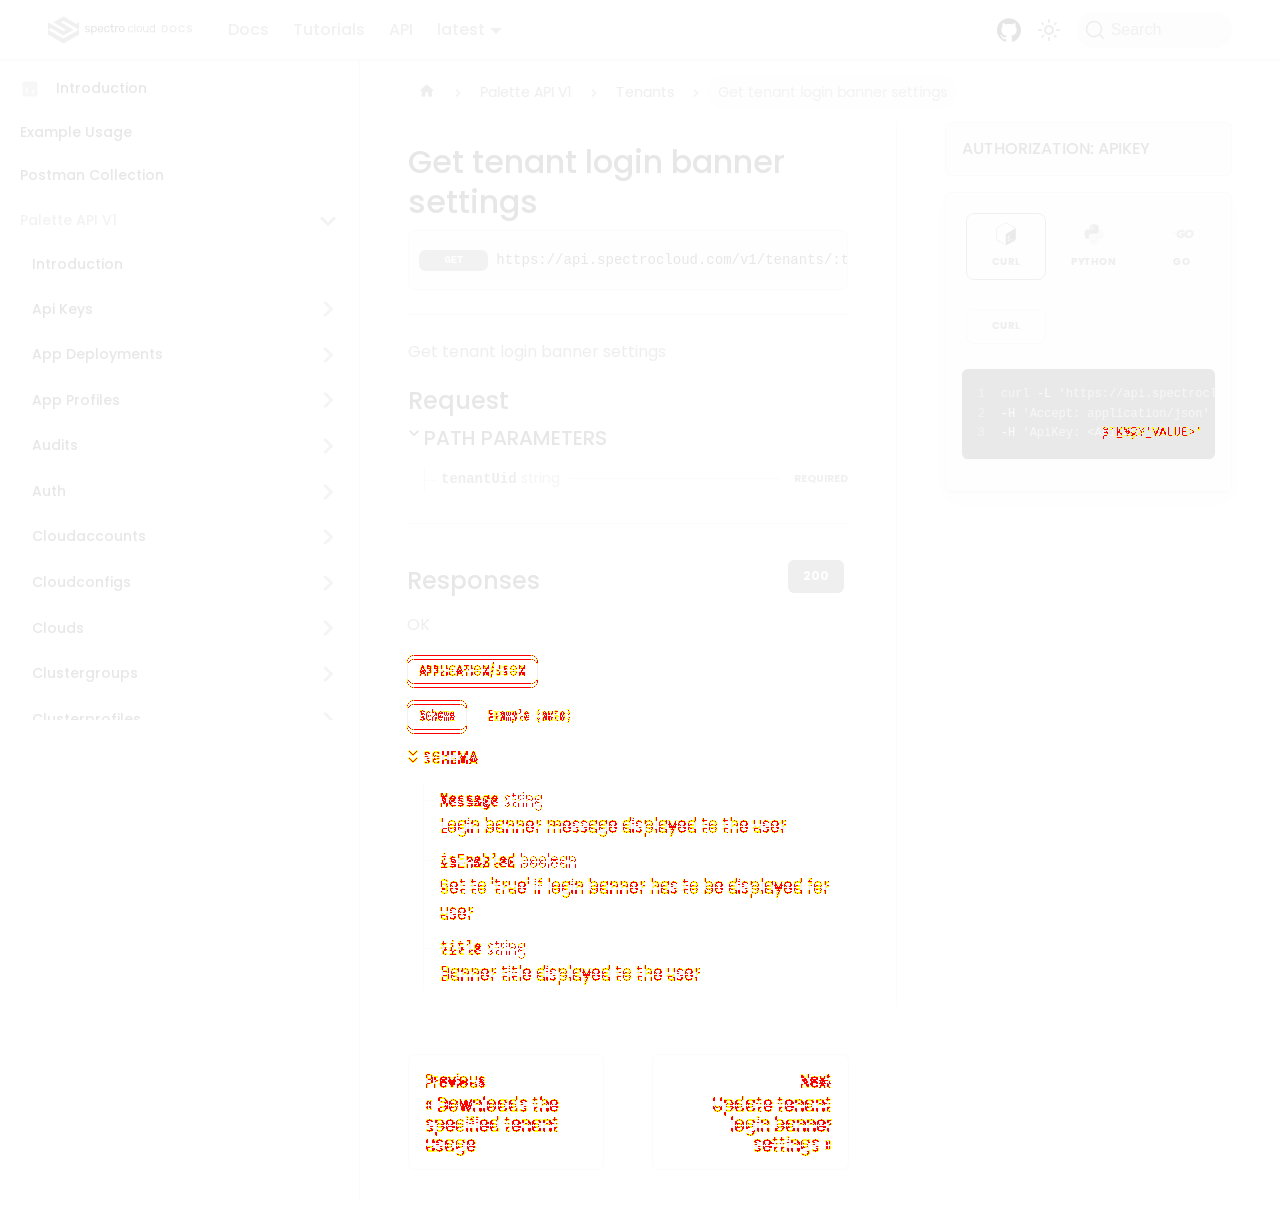 spectro cloud DOCS
Docs
Tutorials
API
latest
Search
Introduction
Example Usage
Postman Collection
Palette API V1
Introduction
Api Keys
App Deployments
App Profiles
Audits
Auth
Cloudaccounts
Cloudconfigs
Clouds
Clustergroups
Clusterprofiles
Palette API V1
Tenants
Get tenant login banner settings
Get tenant login banner
settings
GET https://api.spectrocloud.com/v1/tenants/:t
Get tenant login banner settings
Request
PATH PARAMETERS
tenantUid string REQUIRED
Responses
200
OK
APPLICATION/JSON
Schema
Example (auto)
SCHEMA
Message string
Login banner message displayed to the user
isEnabled boolean
Set to 'true' if login banner has to be displayed for
user
title string
Banner title displayed to the user
Previous
« Downloads the
specified tenant
usage
Next
Update tenant
login banner
settings »
AUTHORIZATION: APIKEY
CURL
PYTHON
GO
CURL
1 curl -L 'https://api.spectrocl
2 -H 'Accept: application/json'
3 -H 'ApiKey: